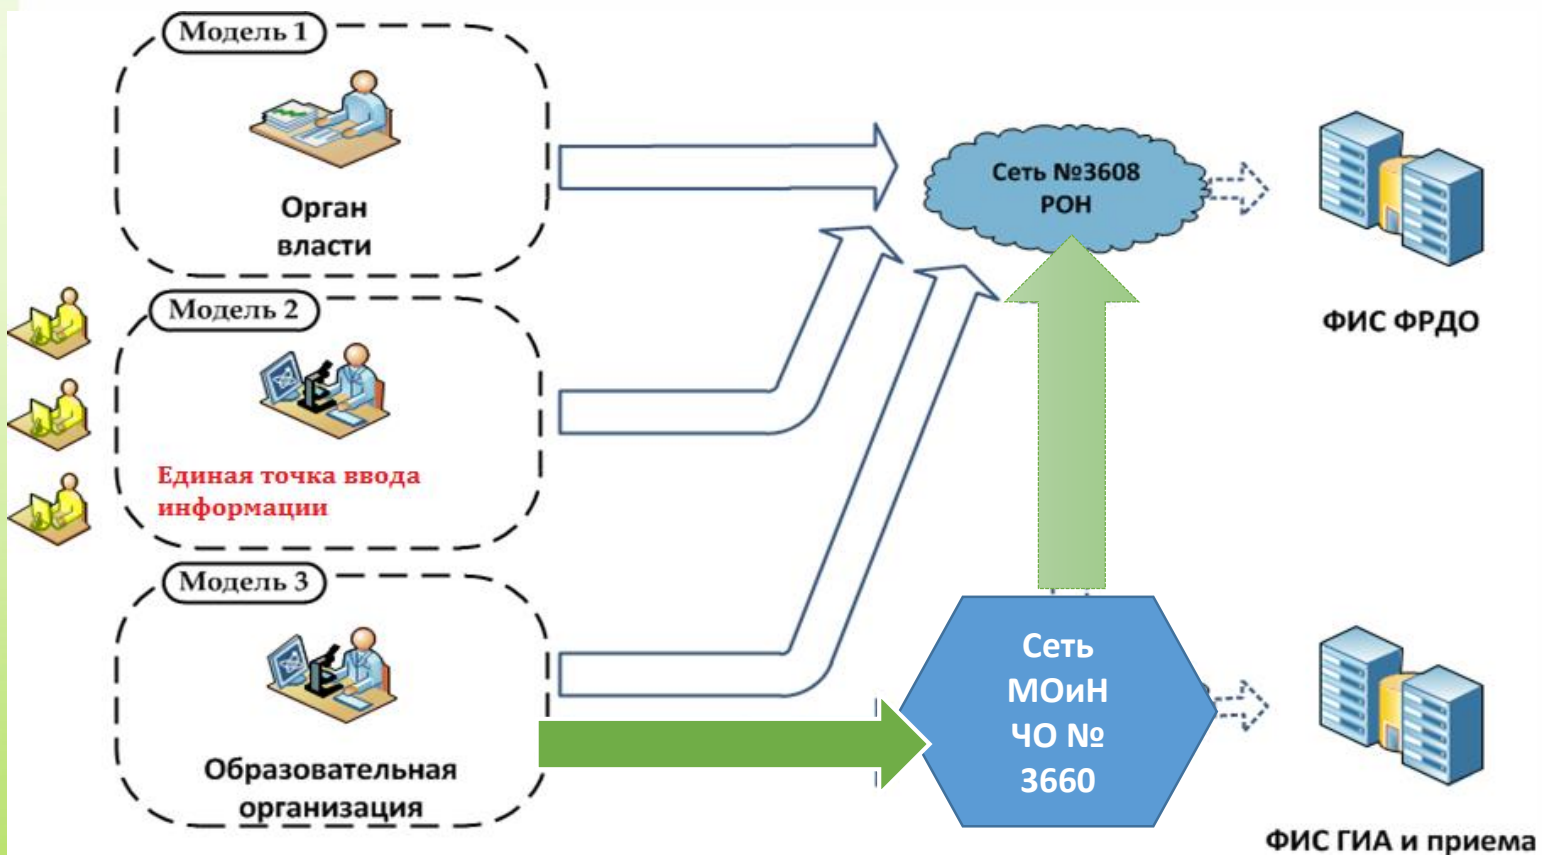 Модель 1
Орган
власти
Модель 2
Единая точка ввода
информации
Модель 3
Образовательная
организация
Сеть №3608
РОН
ФИС ФРДО
Сеть
МОиН
ЧО №
3660
ФИС ГИА и приема